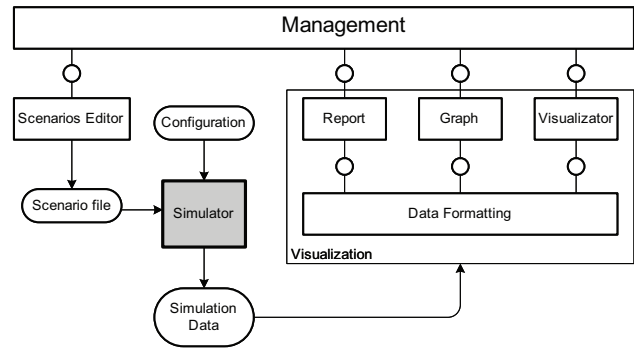 Management
Scenarios Editor
Configuration
Report
Graph
Visualizator
Scenario file
Simulator
Data Formatting
Visualization
Simulation
Data